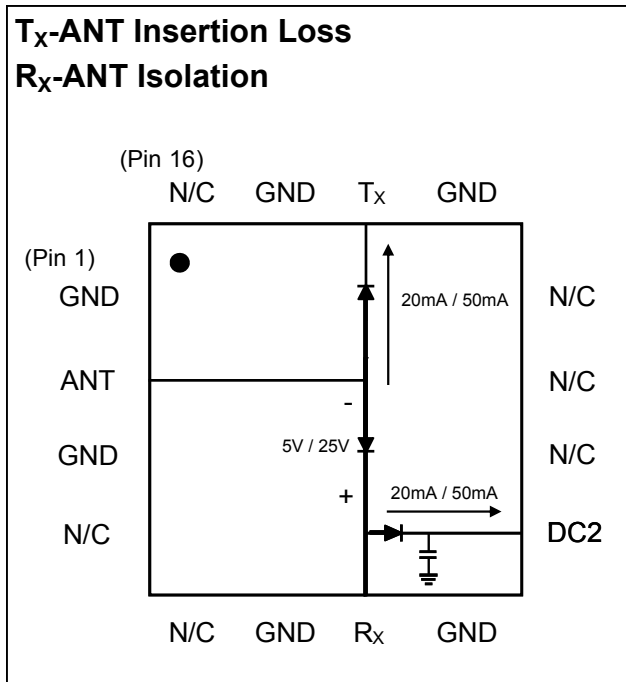 TX-ANT Insertion Loss
RX-ANT Isolation
(Pin 16)
N/C GND TX GND
(Pin 1)
GND 20mA / 50mA N/C
ANT N/C
-
GND 5V / 25V N/C
+ 20mA / 50mA
N/C DC2
N/C GND RX GND